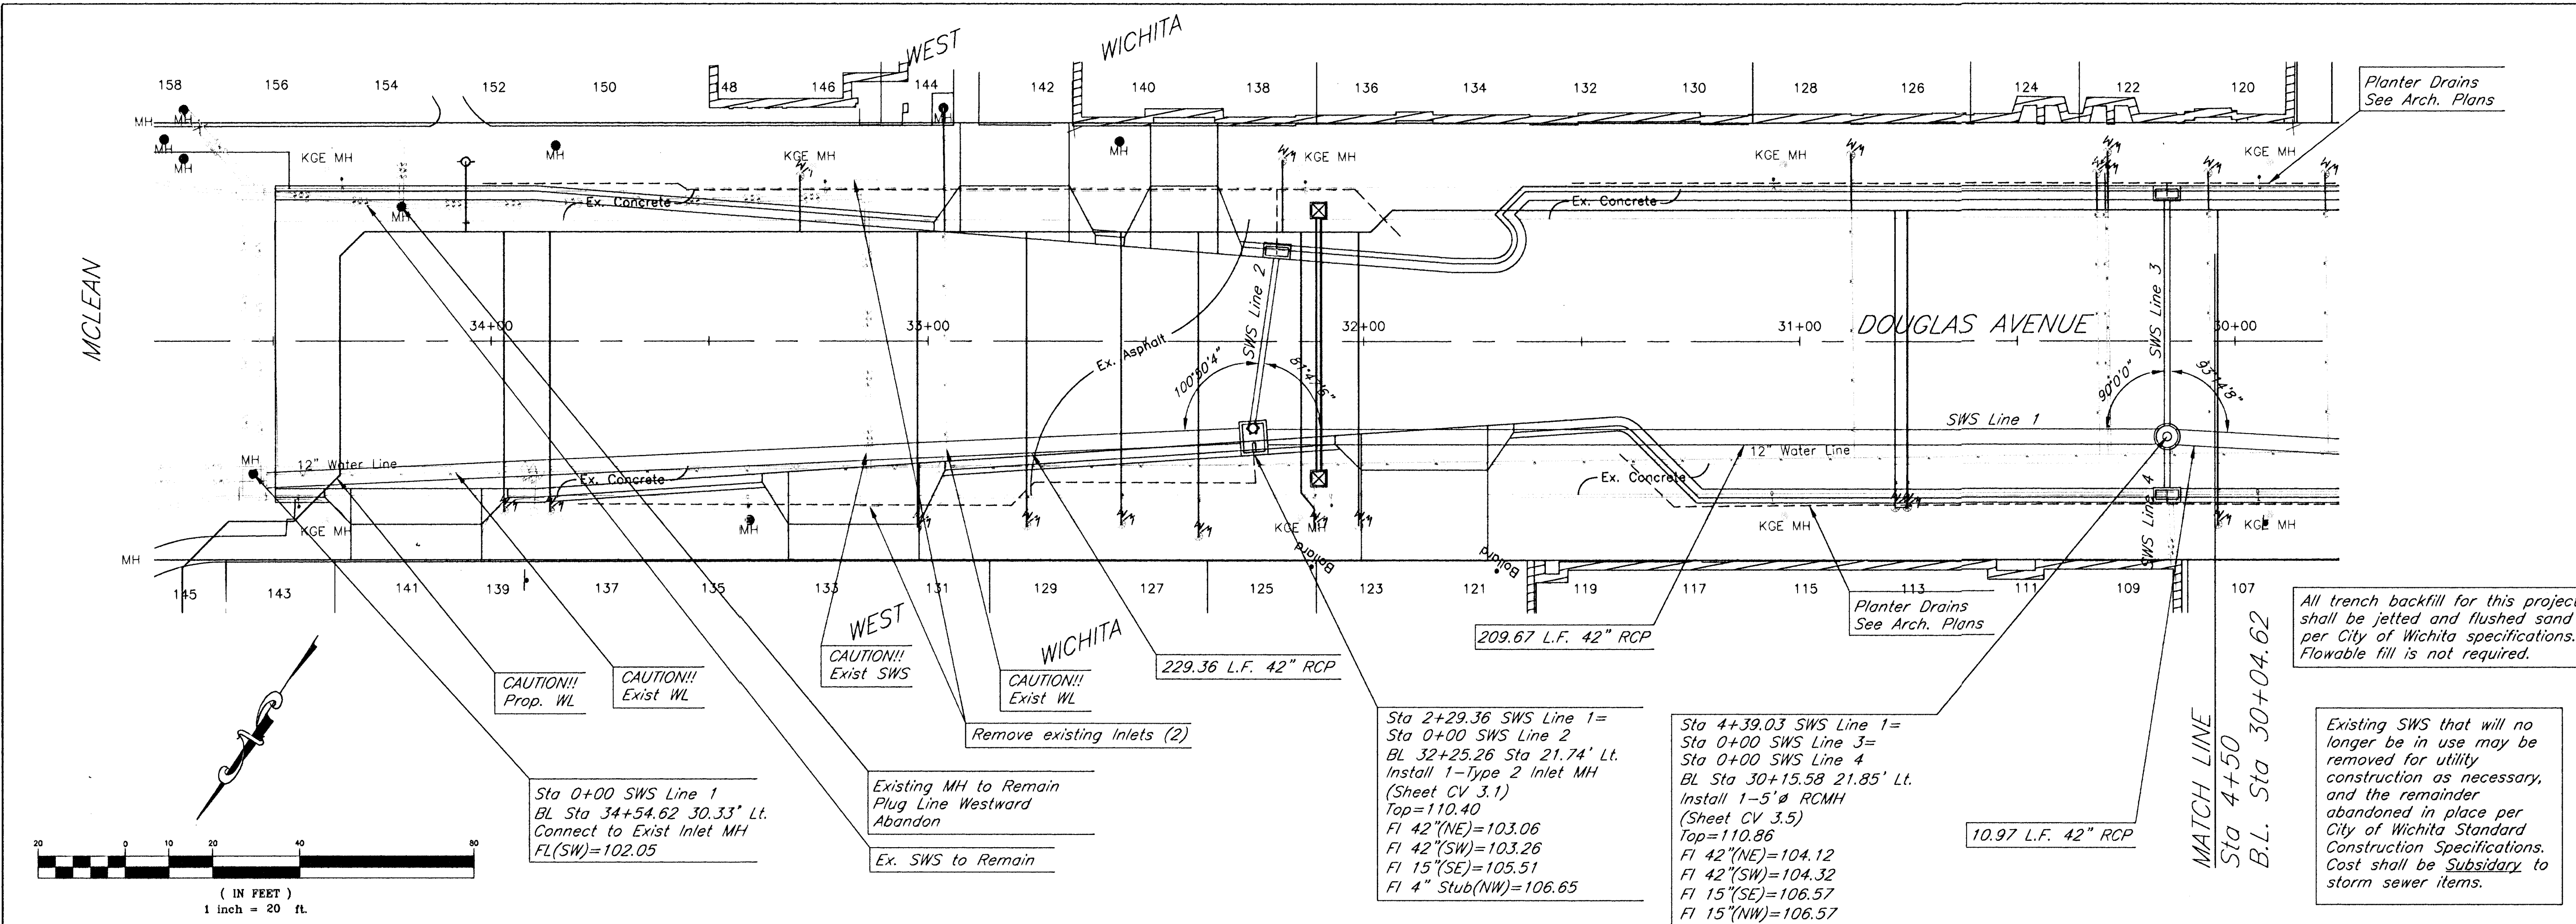 WEST
WICHITA
158
156
154
152
150
48
146
144
142
140
138
136
134
132
130
128
126
124
122
120
Planter Drains
See Arch. Plans
MH
MH
MH
MH
MH
MH
MH
KGE MH
KGE MH
KGE MH
KGE MH
KGE MH
MH
Ex. Concrete
Ex. Concrete
MCLEAN
34+00
33+00
32+00
31+00
30+00
DOUGLAS AVENUE
SWS Line 2
SWS Line 3
Ex. Asphalt
90°0'0"
93°14'8"
SWS Line 1
12" Water Line
12" Water Line
MH
Ex. Concrete
Ex. Concrete
SWS Line 4
MH
KGE MH
KGE MH
KGE MH
KGE MH
MH
Bollard
Bollard
145
143
141
139
137
135
133
131
129
127
125
123
121
119
117
115
113
111
109
107
WEST
WICHITA
CAUTION!!
Prop. WL
CAUTION!!
Exist WL
CAUTION!!
Exist SWS
CAUTION!!
Exist WL
229.36 L.F. 42" RCP
209.67 L.F. 42" RCP
Planter Drains
See Arch. Plans
Remove existing Inlets (2)
All trench backfill for this project
shall be jetted and flushed sand
per City of Wichita specifications.
Flowable fill is not required.
Sta 0+00 SWS Line 1
BL Sta 34+54.62 30.33' Lt.
Connect to Exist Inlet MH
FL(SW)=102.05
Existing MH to Remain
Plug Line Westward
Abandon
Ex. SWS to Remain
Sta 2+29.36 SWS Line 1=
Sta 0+00 SWS Line 2
BL 32+25.26 Sta 21.74' Lt.
Install 1-Type 2 Inlet MH
(Sheet CV 3.1)
Top=110.40
Fl 42"(NE)=103.06
Fl 42"(SW)=103.26
Fl 15"(SE)=105.51
Fl 4" Stub(NW)=106.65
Sta 4+39.03 SWS Line 1=
Sta 0+00 SWS Line 3=
Sta 0+00 SWS Line 4
BL Sta 30+15.58 21.85' Lt.
Install 1-5'ø RCMH
(Sheet CV 3.5)
Top=110.86
Fl 42"(NE)=104.12
Fl 42"(SW)=104.32
Fl 15"(SE)=106.57
Fl 15"(NW)=106.57
10.97 L.F. 42" RCP
MATCH LINE
Sta 4+50
B.L. Sta 30+04.62
Existing SWS that will no
longer be in use may be
removed for utility
construction as necessary,
and the remainder
abandoned in place per
City of Wichita Standard
Construction Specifications.
Cost shall be Subsidary to
storm sewer items.
20
0
10
20
40
80
( IN FEET )
1 inch = 20 ft.